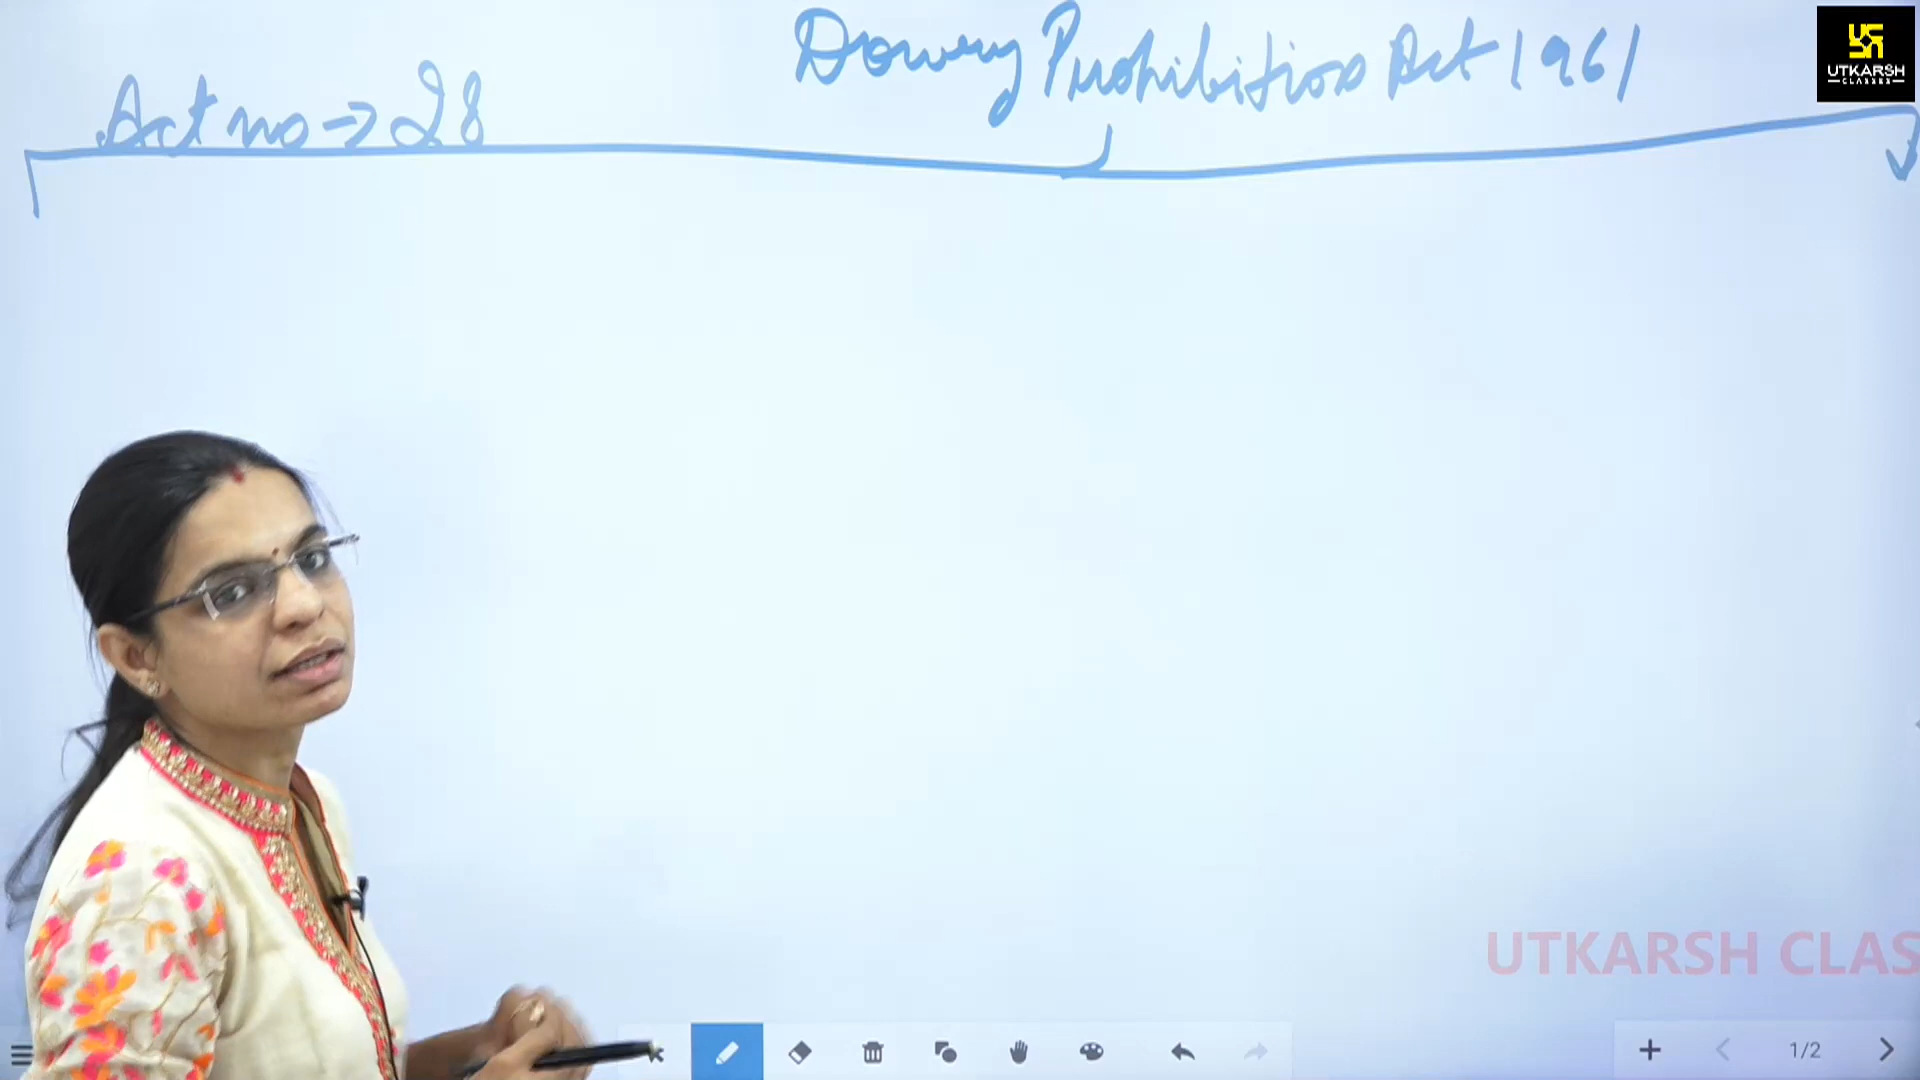 Dowry Prohibition Act 1961
Act no → 28
UTKARSH
CLASSES
UTKARSH CLAS
1/2